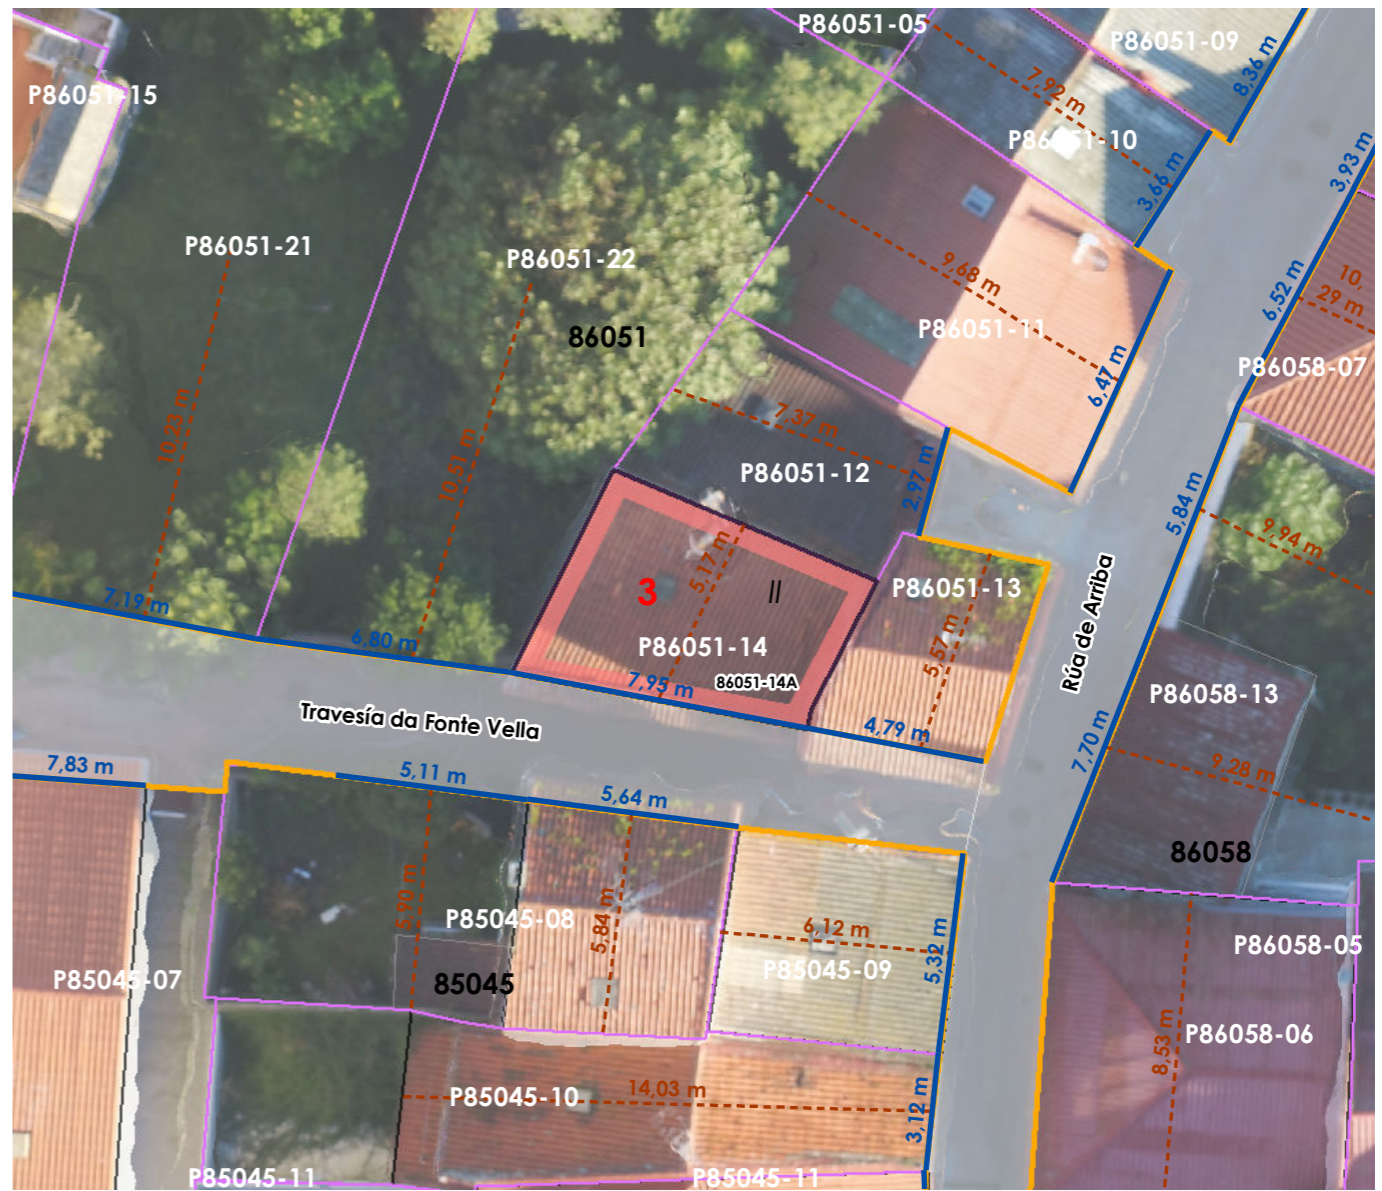 P86051-05
P86051-09
8,36 m
P86051-15
7,92 m
P86051-10
3,93 m
3,66 m
P86051-21
P86051-22
9,68 m
6,52 m
10,
29 m
86051
P86051-11
6,47 m
P86058-07
7,37 m
10,23 m
10,51 m
P86051-12
2,97 m
5,84 m
9,94 m
5,17 m
3
II
P86051-13
Rúa de Arriba
7,19 m
6,80 m
P86051-14
5,57 m
7,95 m
86051-14A
P86058-13
Travesía da Fonte Vella
4,79 m
7,70 m
9,28 m
7,83 m
5,11 m
5,64 m
86058
5,90 m
P85045-08
5,84 m
6,12 m
5,32 m
P86058-05
P85045-07
85045
P85045-09
P86058-06
8,53 m
P85045-10
14,03 m
3,12 m
P85045-11
P85045-11